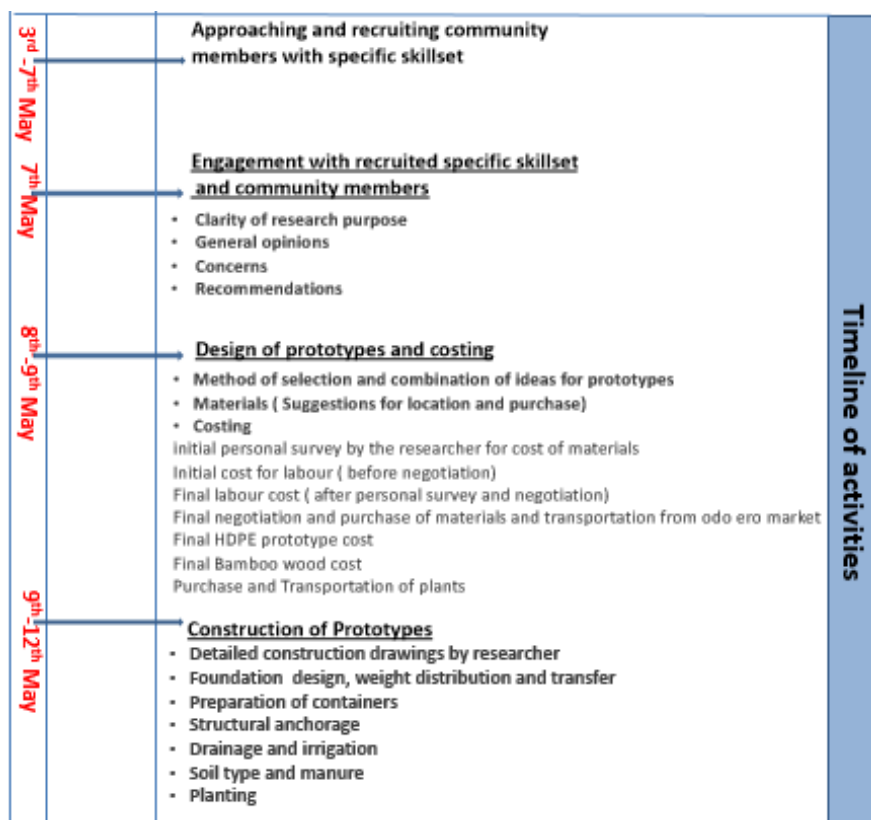 3rd -7th May
Approaching and recruiting community
members with specific skillset
7th May
Engagement with recruited specific skillset
and community members
• Clarity of research purpose
• General opinions
• Concerns
• Recommendations
8th -9th May
Design of prototypes and costing
• Method of selection and combination of ideas for prototypes
• Materials ( Suggestions for location and purchase)
• Costing
Initial personal survey by the researcher for cost of materials
Initial cost for labour ( before negotiation)
Final labour cost ( after personal survey and negotiation)
Final negotiation and purchase of materials and transportation from odo ero market
Final HDPE prototype cost
Final Bamboo wood cost
Purchase and Transportation of plants
9th-12th May
Construction of Prototypes
• Detailed construction drawings by researcher
• Foundation design, weight distribution and transfer
• Preparation of containers
• Structural anchorage
• Drainage and irrigation
• Soil type and manure
• Planting
Timeline of activities